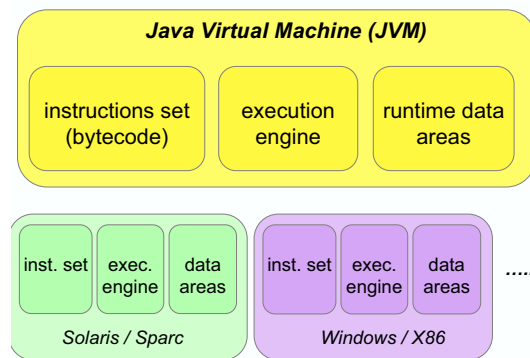 Java Virtual Machine (JVM)
instructions set
(bytecode)
execution
engine
runtime data
areas
inst. set
exec.
engine
data
areas
inst. set
exec.
engine
data
areas
.....
Solaris / Sparc
Windows / X86